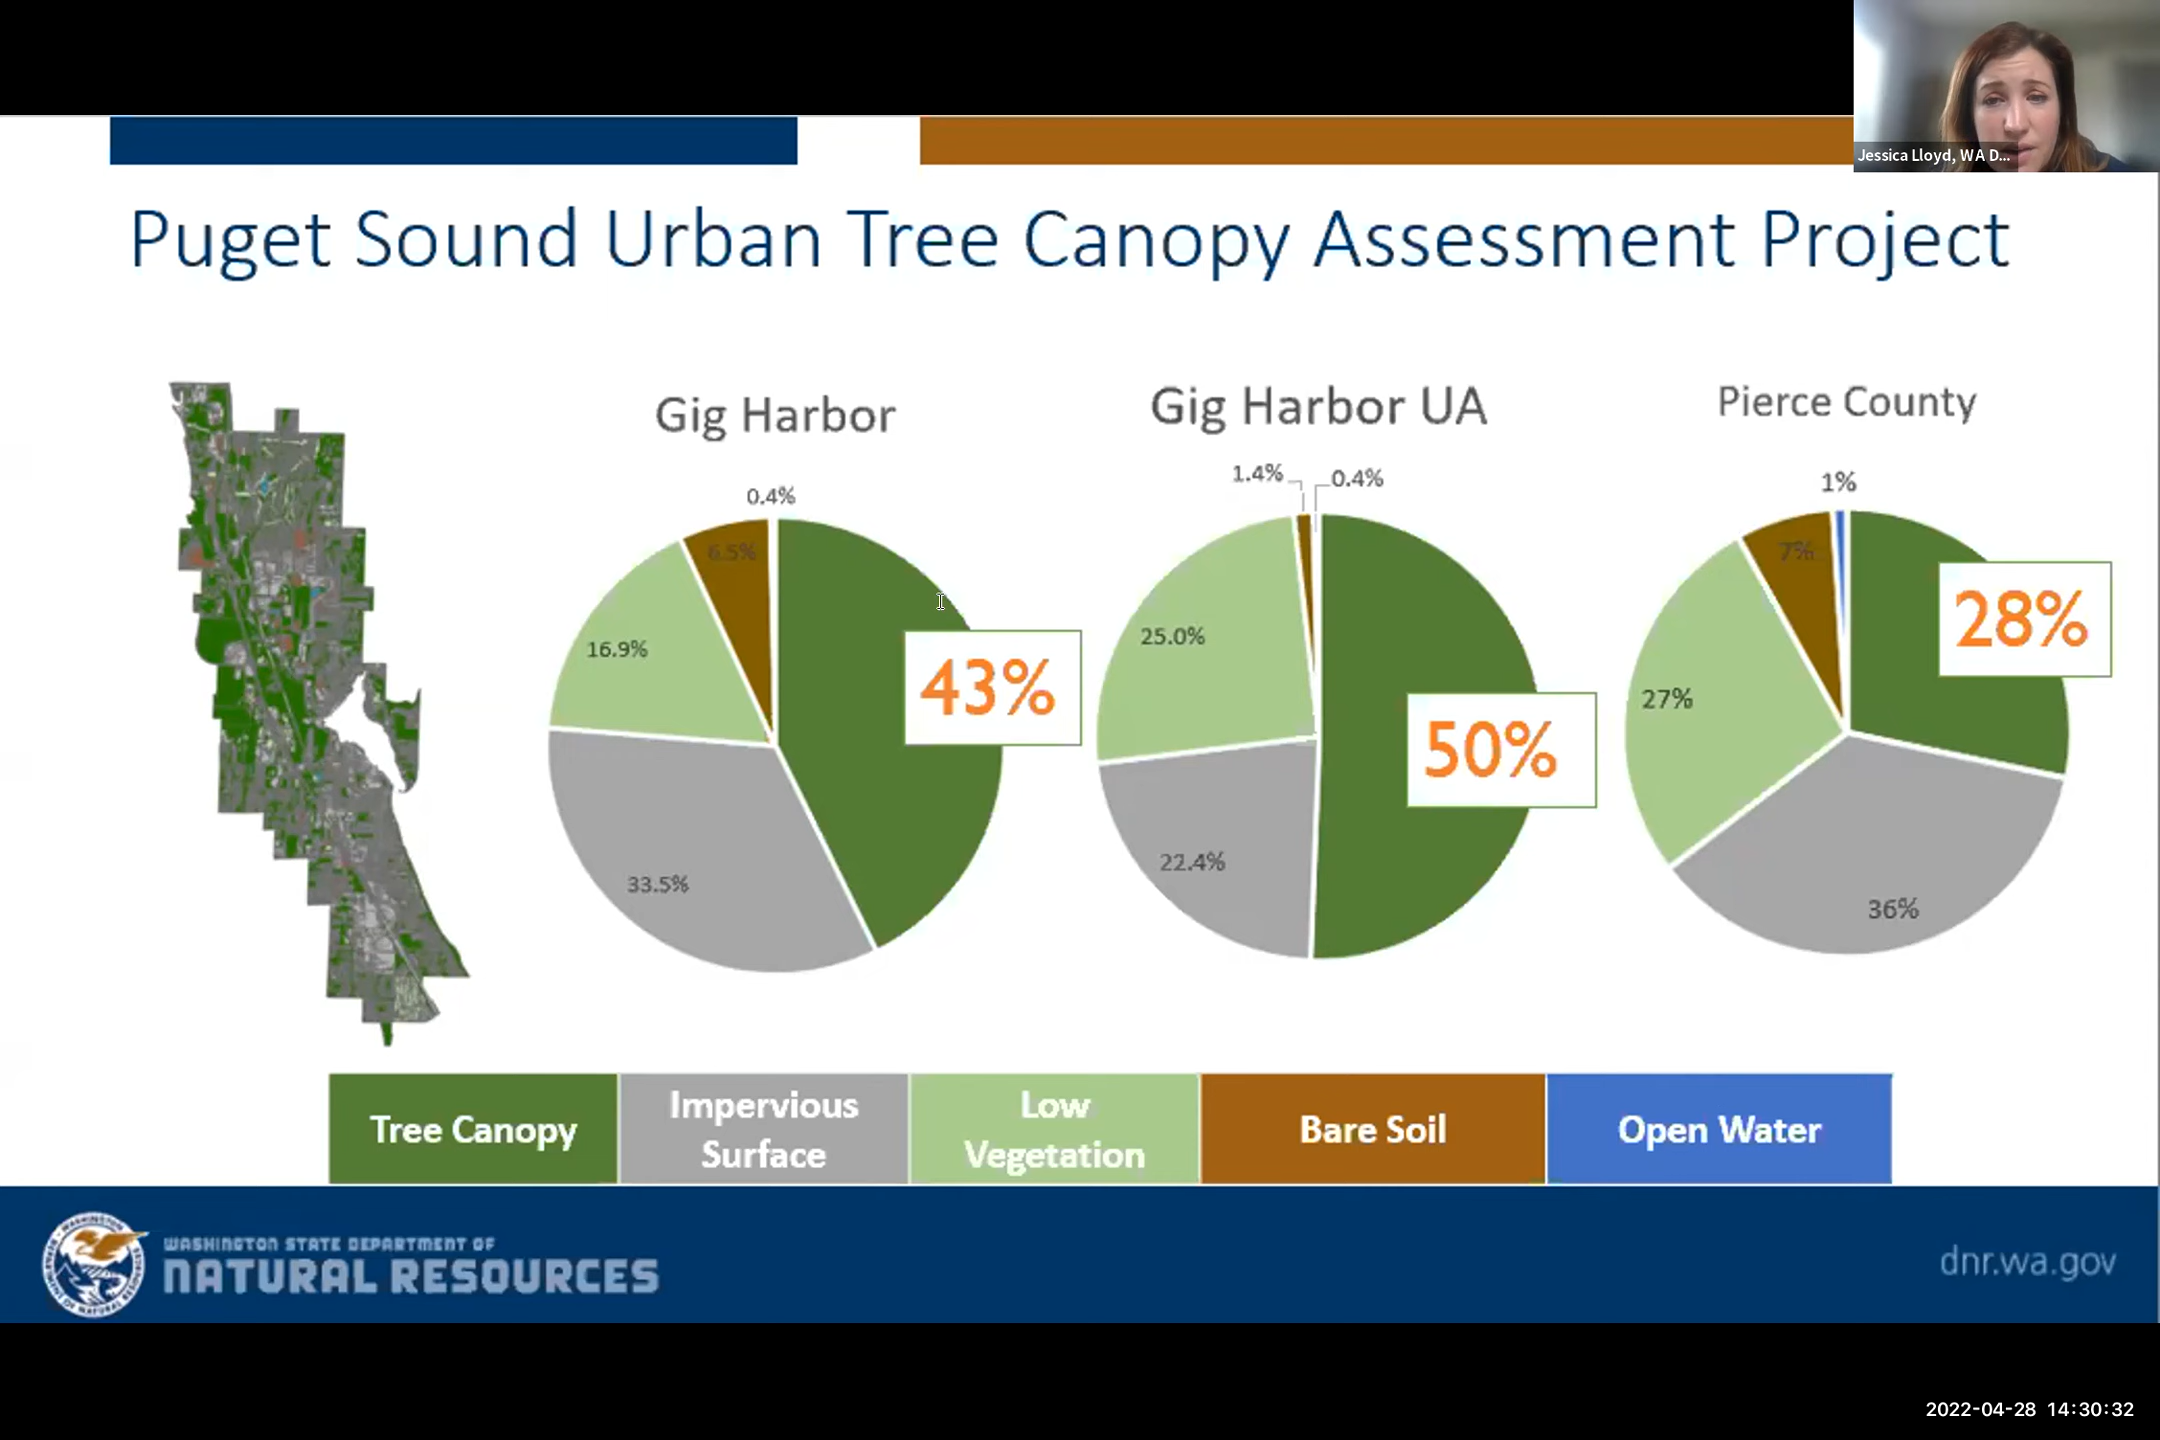 Jessica Lloyd, WA D...
Puget Sound Urban Tree Canopy Assessment Project
Gig Harbor
0.4%
6.5%
16.9%
43%
33.5%
Gig Harbor UA
1.4%
0.4%
25.0%
50%
22.4%
Pierce County
1%
7%
28%
27%
36%
Tree Canopy
Impervious
Surface
Low
Vegetation
Bare Soil
Open Water
WASHINGTON STATE DEPARTMENT OF
NATURAL RESOURCES
dnr.wa.gov
2022-04-28 14:30:32